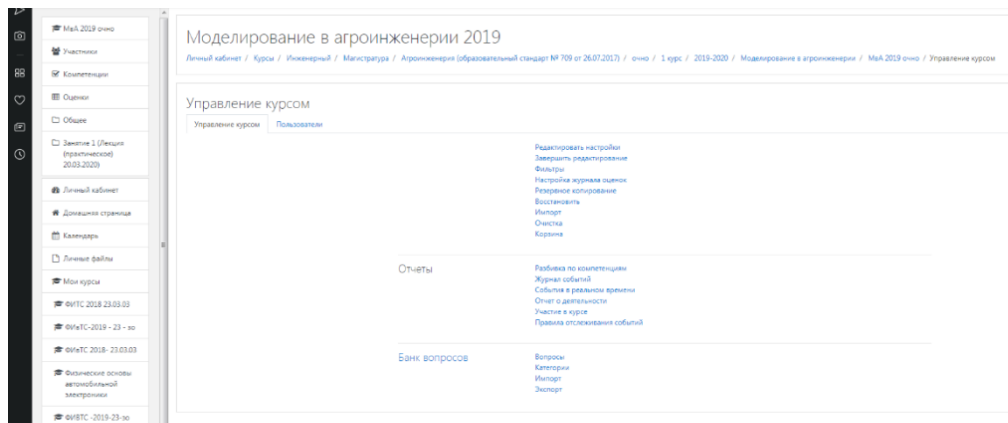 МвА 2019 очно
Участники
Компетенции
Оценки
Общее
Занятие 1 (Лекция
(практическое)
20.03.2020)
Личный кабинет
Домашняя страница
Календарь
Личные файлы
Мои курсы
ФИТС 2018 23.03.03
ФИвТС-2019 - 23 - зо
ФИвТС 2018- 23.03.03
Физические основы
автомобильной
электроники
ФИВТС -2019-23-зо
Моделирование в агроинженерии 2019
Личный кабинет / Курсы / Инженерный / Магистратура / Агроинженерия (образовательный стандарт № 709 от 26.07.2017) / очно / 1 курс / 2019-2020 / Моделирование в агроинженерии / МвА 2019 очно / Управление курсом
Управление курсом
Управление курсом Пользователи
Редактировать настройки
Завершить редактирование
Фильтры
Настройка журнала оценок
Резервное копирование
Восстановить
Импорт
Очистка
Корзина
Отчеты
Разбивка по компетенциям
Журнал событий
События в реальном времени
Отчет о деятельности
Участие в курсе
Правила отслеживания событий
Банк вопросов
Вопросы
Категории
Импорт
Экспорт